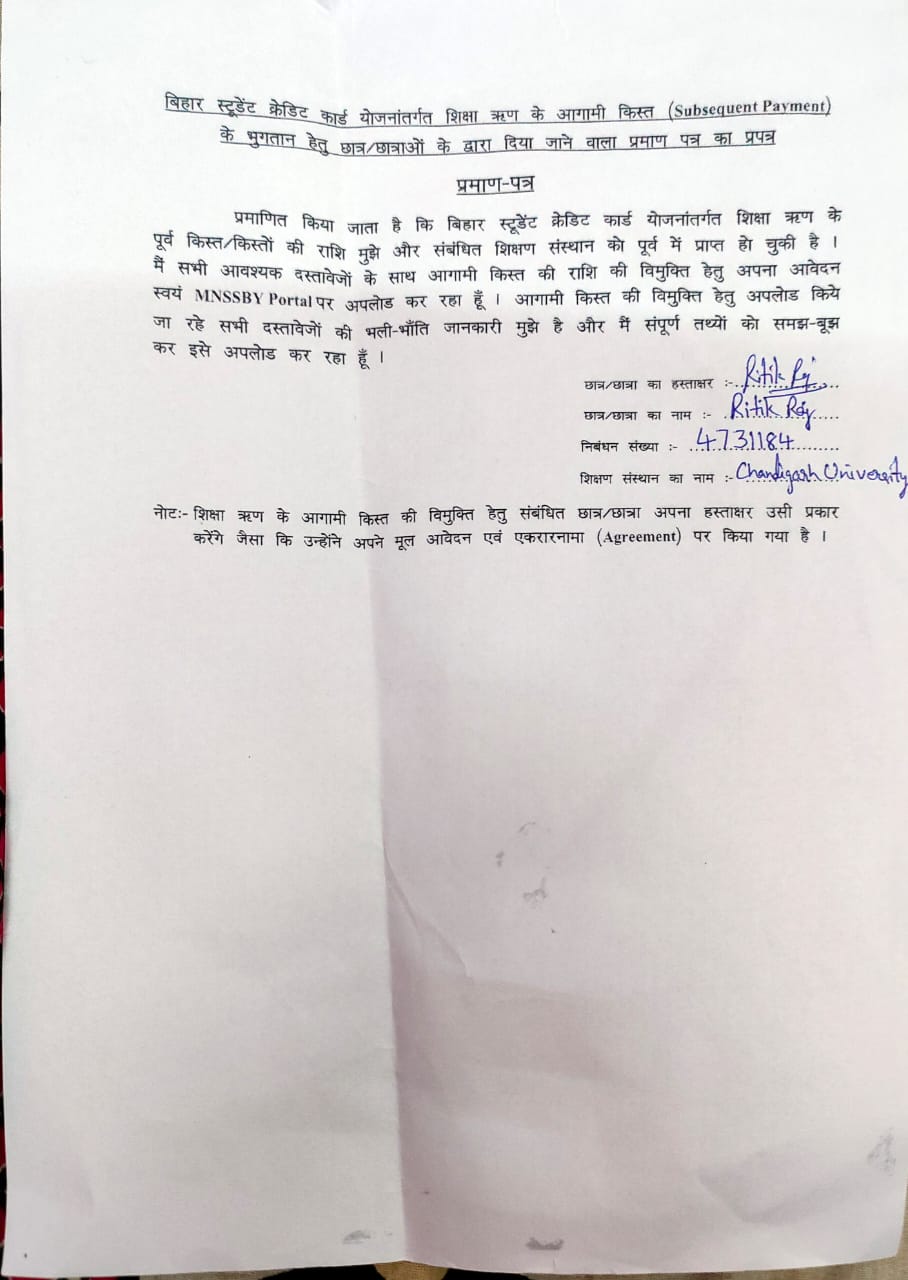 बिहार स्टूडेंट क्रेडिट कार्ड योजनांतर्गत शिक्षा ऋण के आगामी किस्त (Subsequent Payment)
के भुगतान हेतु छात्र/छात्राओं के द्वारा दिया जाने वाला प्रमाण पत्र का प्रपत्र
प्रमाण-पत्र
प्रमाणित किया जाता है कि बिहार स्टूडेंट क्रेडिट कार्ड योजनांतर्गत शिक्षा ऋण के
पूर्व किस्त/किस्तों की राशि मुझे और संबंधित शिक्षण संस्थान को पूर्व में प्राप्त हो चुकी है ।
मैं सभी आवश्यक दस्तावेजों के साथ आगामी किस्त की राशि की विमुक्ति हेतु अपना आवेदन
स्वयं MNSSBY Portal पर अपलोड कर रहा हूँ । आगामी किस्त की विमुक्ति हेतु अपलोड किये
जा रहे सभी दस्तावेजों की भली-भाँति जानकारी मुझे है और मैं संपूर्ण तथ्यों को समझ-बूझ
कर इसे अपलोड कर रहा हूँ ।
छात्र/छात्रा का हस्ताक्षर :- Ritik Raj
छात्र/छात्रा का नाम :- Ritik Raj
निबंधन संख्या :- 4731184
शिक्षण संस्थान का नाम :- Chandigarh University
नोटः- शिक्षा ऋण के आगामी किस्त की विमुक्ति हेतु संबंधित छात्र/छात्रा अपना हस्ताक्षर उसी प्रकार
करेंगे जैसा कि उन्होंने अपने मूल आवेदन एवं एकरारनामा (Agreement) पर किया गया है ।